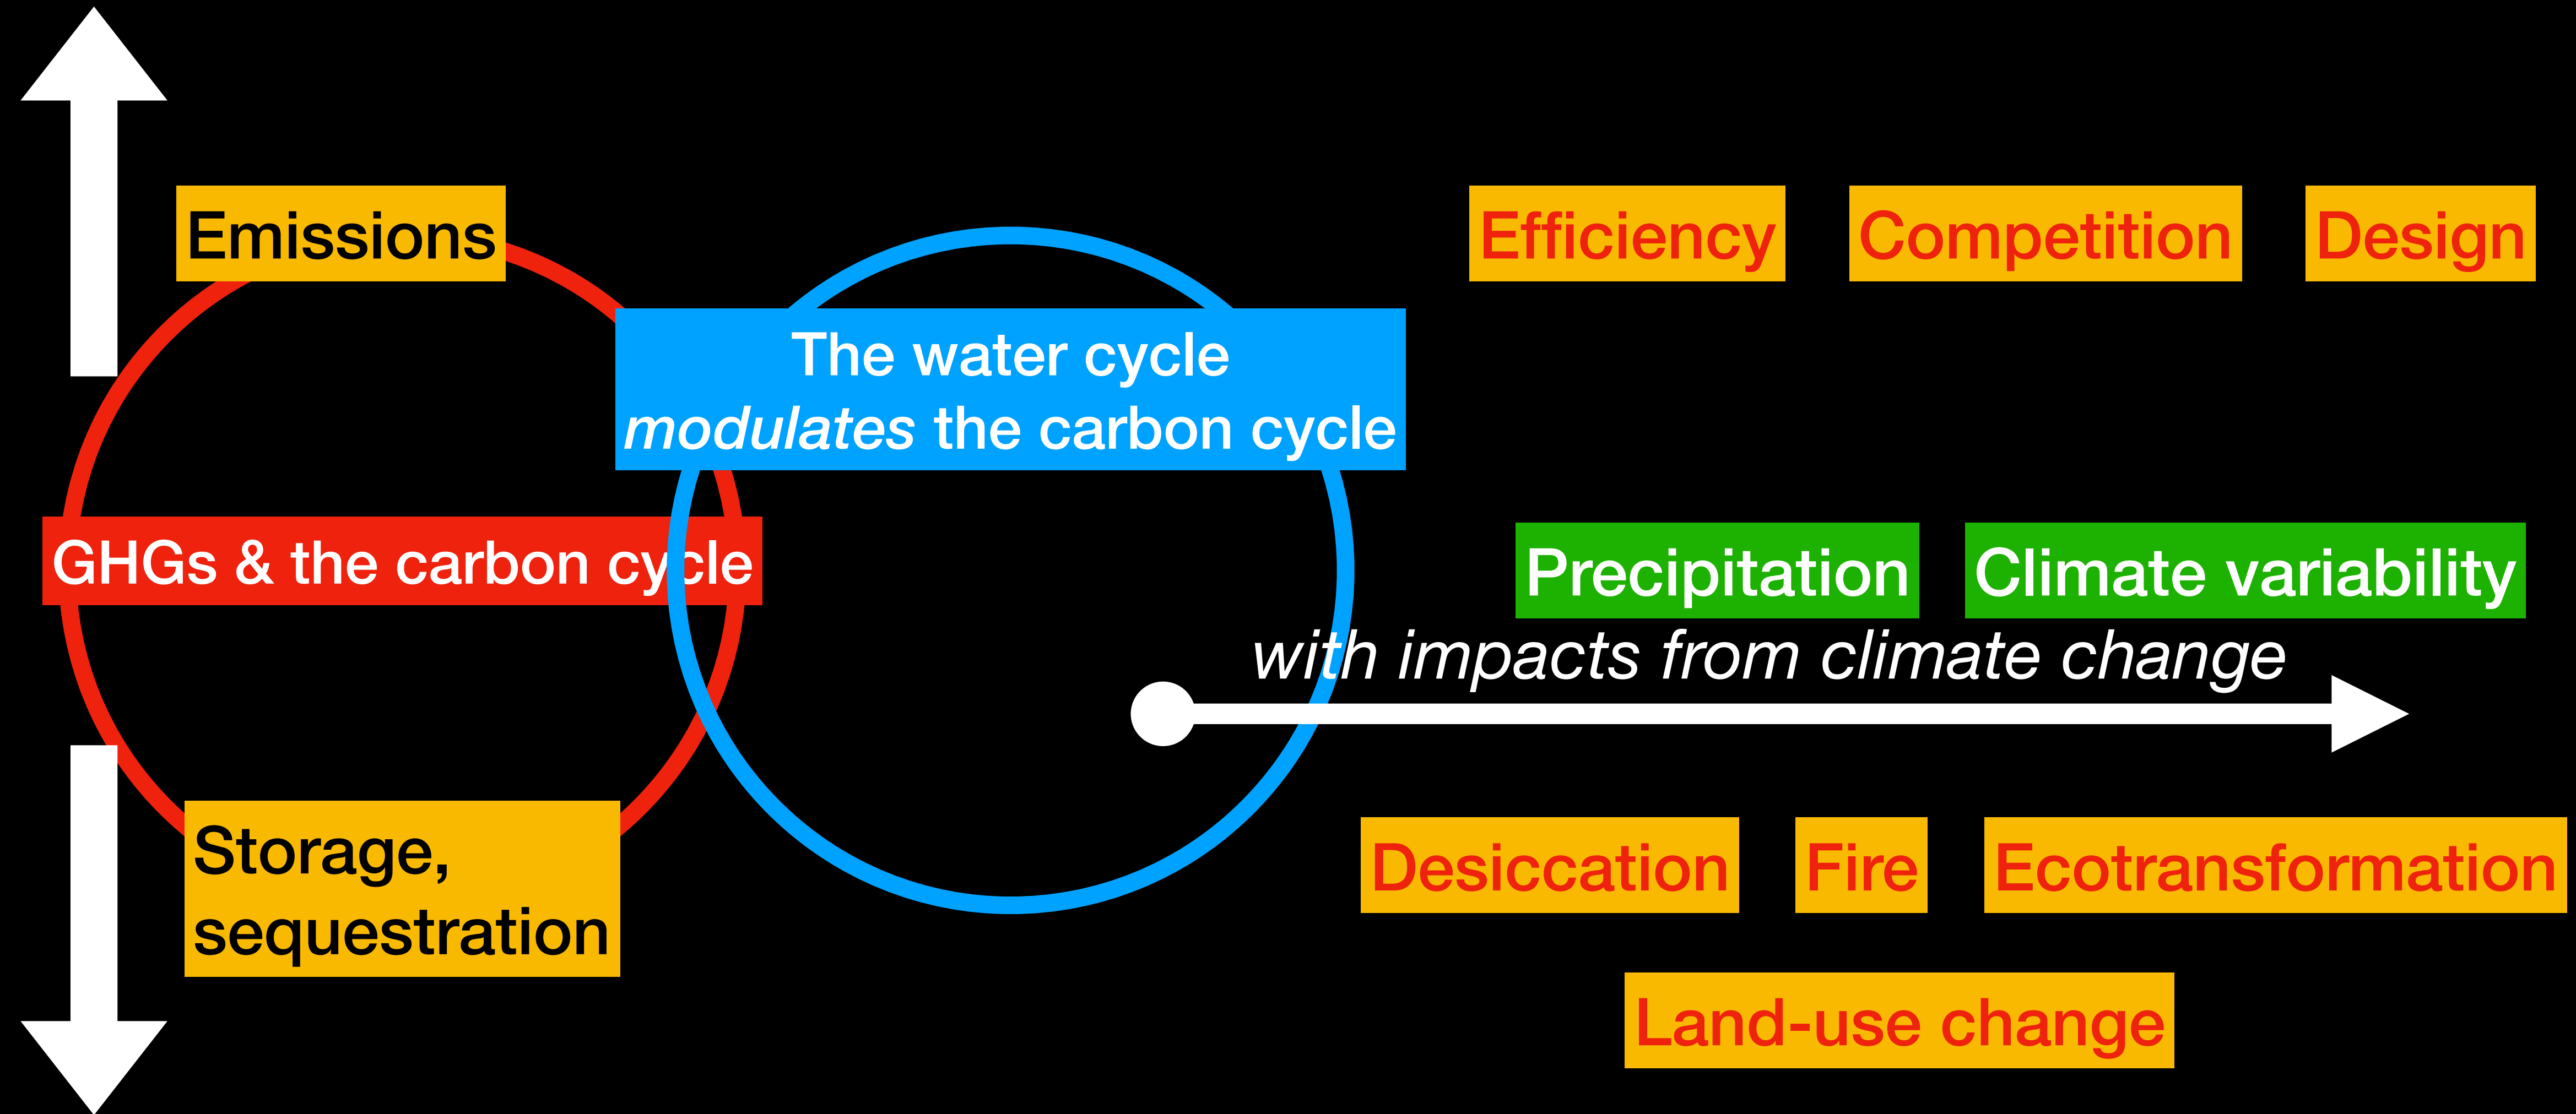 Emissions
Efficiency
Competition
Design
The water cycle
modulates the carbon cycle
GHGs & the carbon cycle
Precipitation
Climate variability
with impacts from climate change
Storage,
sequestration
Desiccation
Fire
Ecotransformation
Land-use change